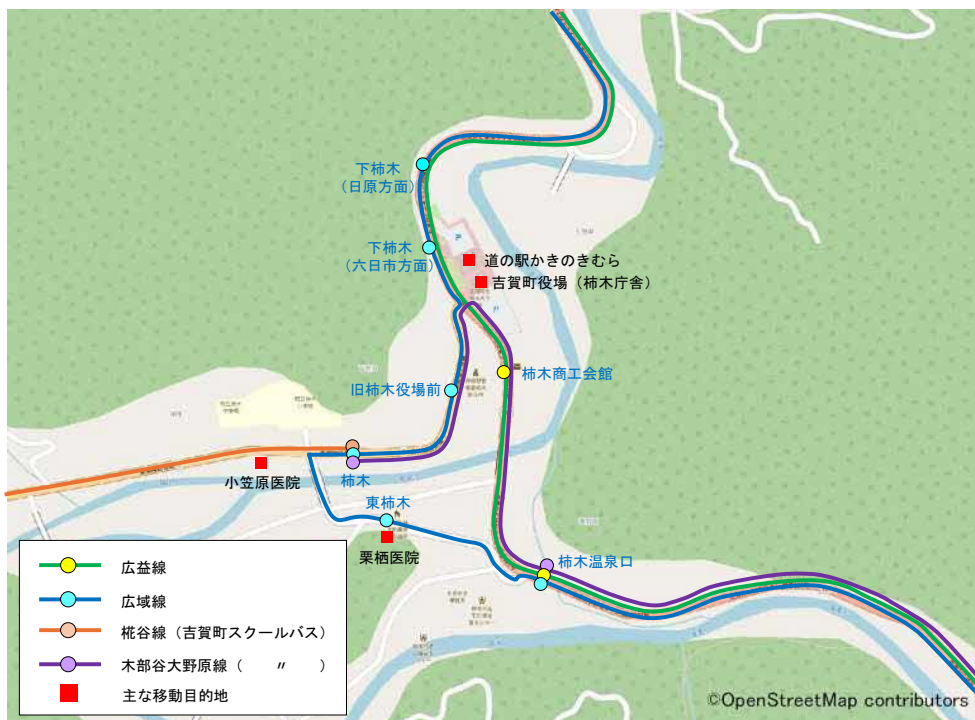 下柿木
（日原方面）
下柿木
（六日市方面）
道の駅かきのきむら
吉賀町役場（柿木庁舎）
柿木商工会館
旧柿木役場前
小笠原医院
柿木
東柿木
栗栖医院
柿木温泉口
広益線
広域線
椛谷線（吉賀町スクールバス）
木部谷大野原線（　〃　）
主な移動目的地
©OpenStreetMap contributors